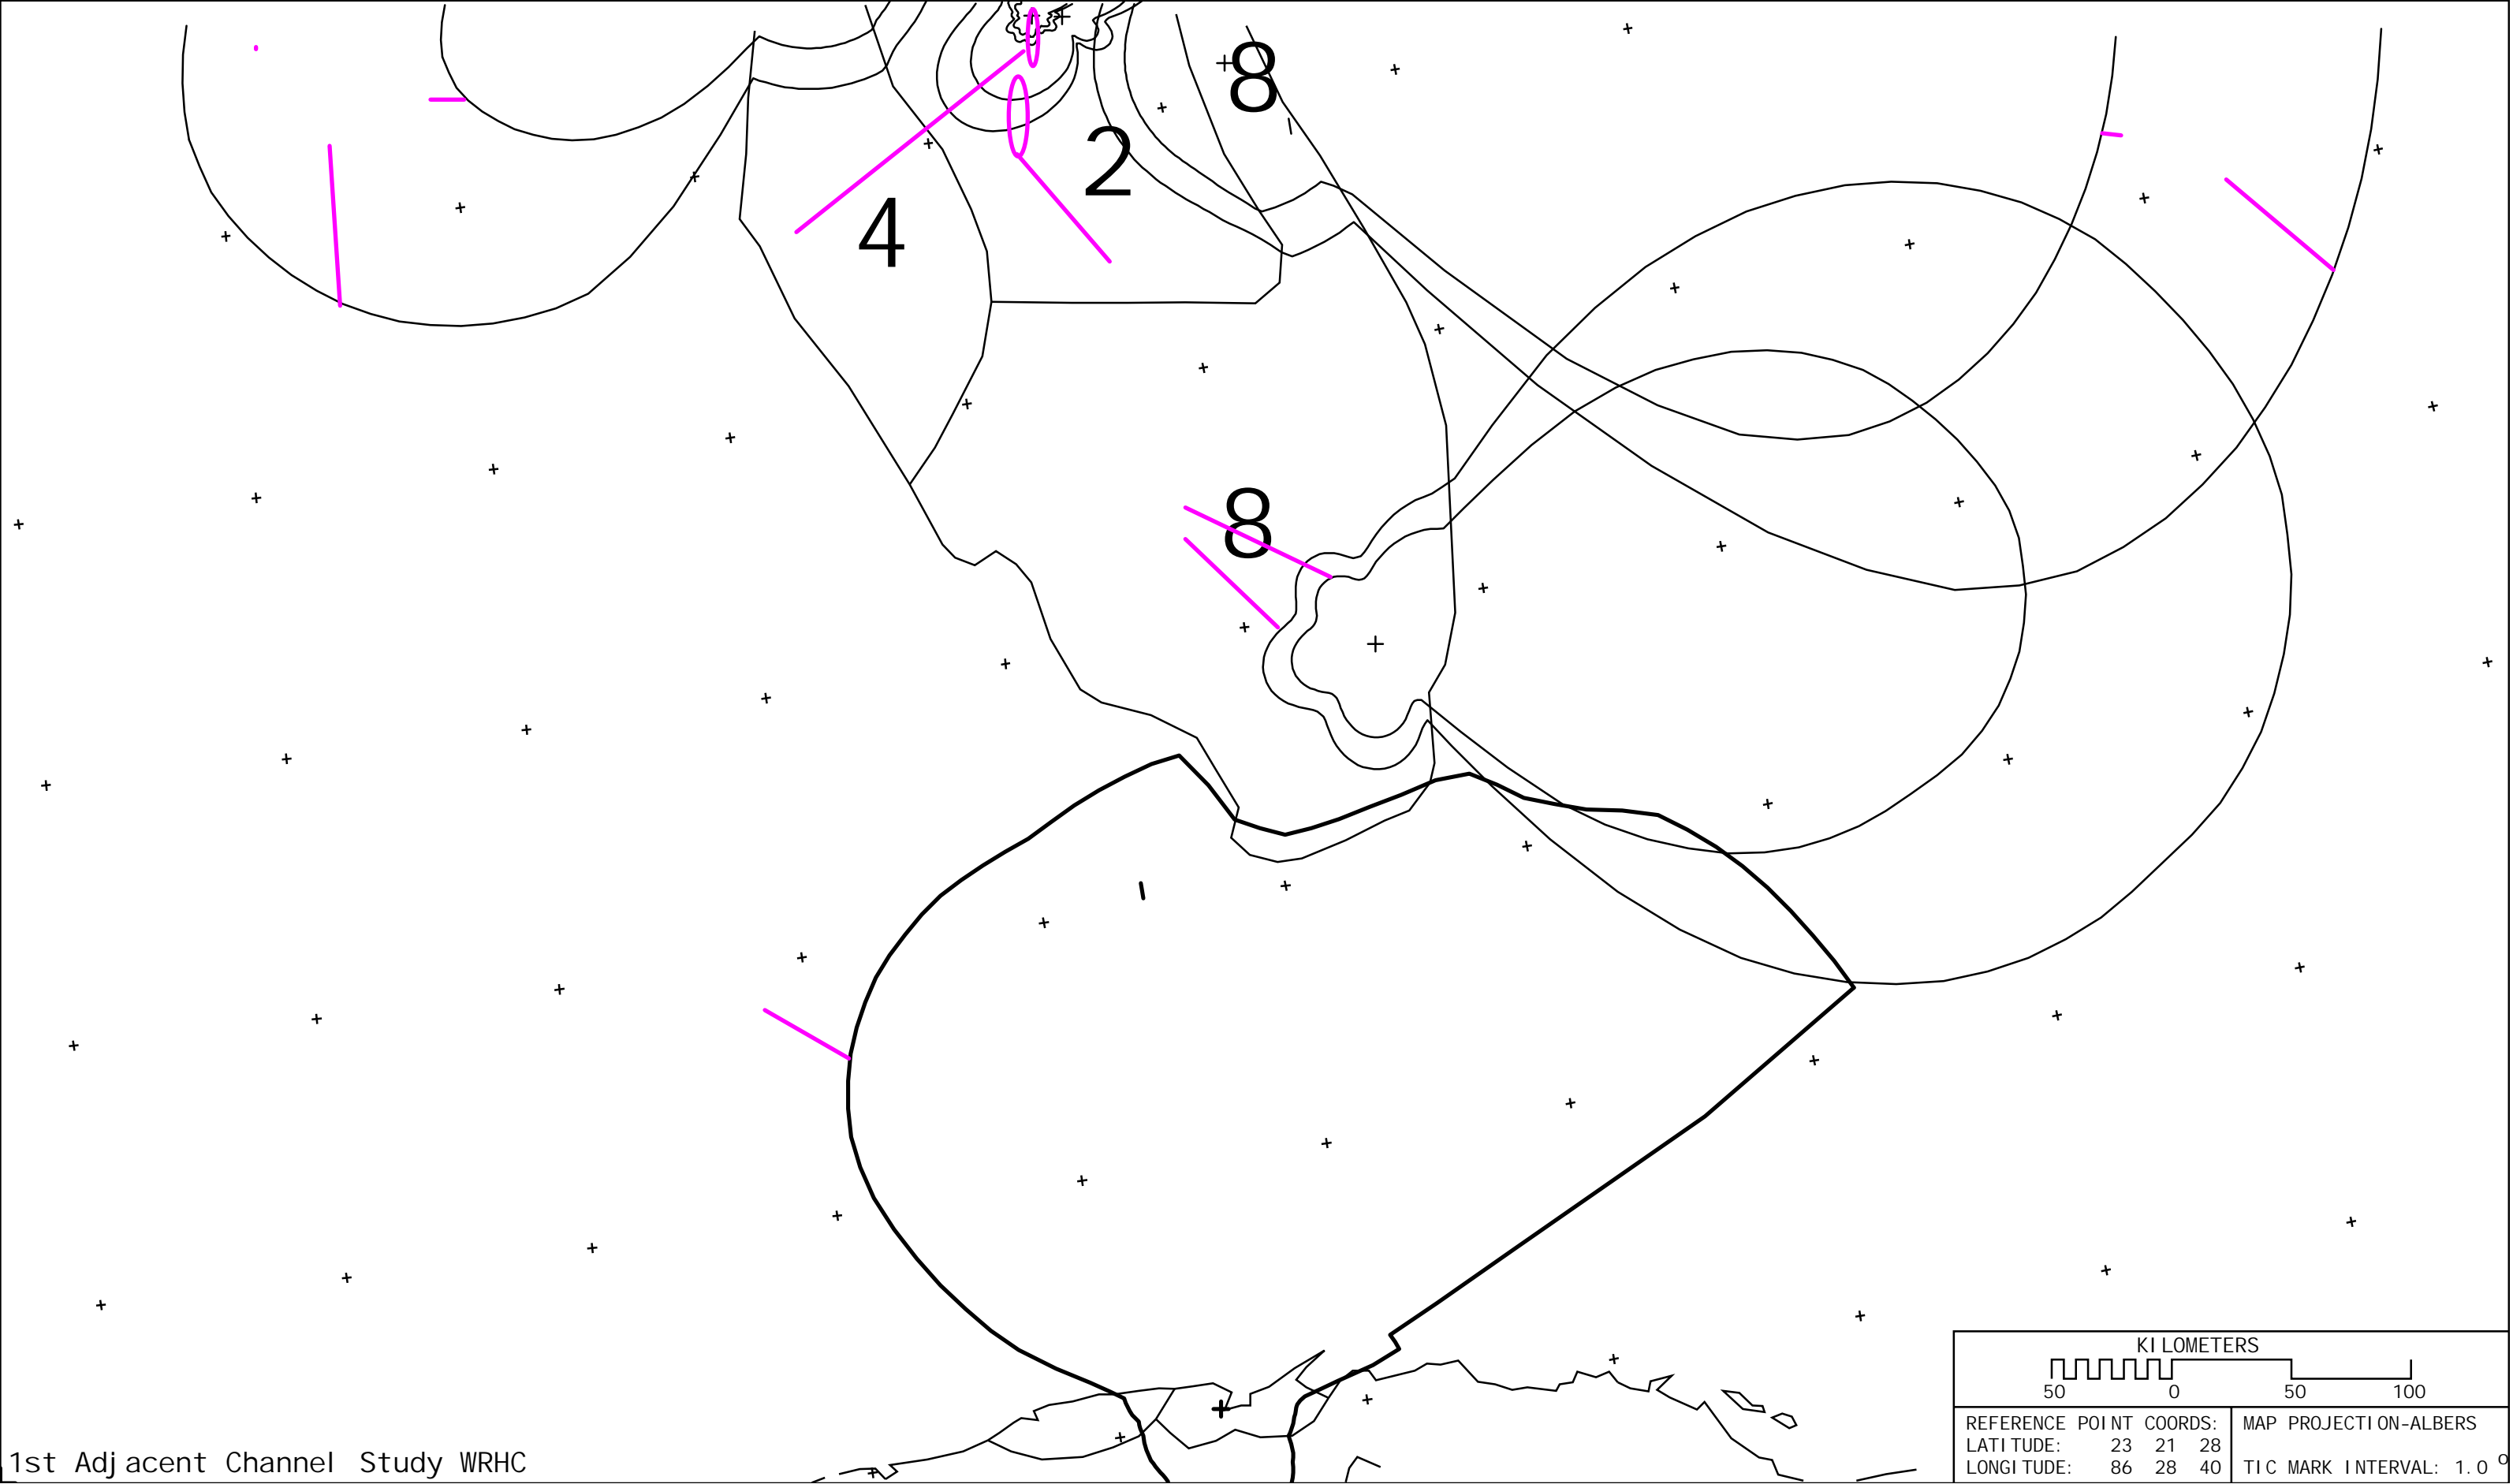 8
2
4
8
KILOMETERS
50 0 50 100
REFERENCE POINT COORDS:
LATITUDE: 23 21 28
LONGITUDE: 86 28 40
MAP PROJECTION-ALBERS
TIC MARK INTERVAL: 1.0 o
1st Adjacent Channel Study WRHC